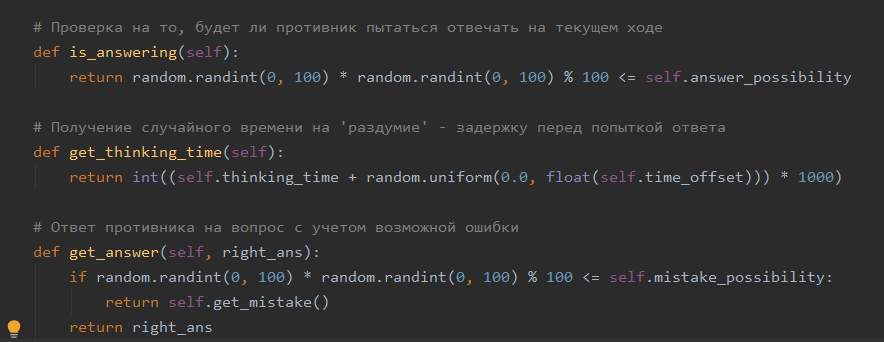 # Проверка на то, будет ли противник пытаться отвечать на текущем ходе
def is_answering(self):
return random.randint(0, 100) * random.randint(0, 100) % 100 <= self.answer_possibility
# Получение случайного времени на 'раздумие' - задержку перед попыткой ответа
def get_thinking_time(self):
return int((self.thinking_time + random.uniform(0.0, float(self.time_offset))) * 1000)
# Ответ противника на вопрос с учетом возможной ошибки
def get_answer(self, right_ans):
if random.randint(0, 100) * random.randint(0, 100) % 100 <= self.mistake_possibility:
return self.get_mistake()
return right_ans